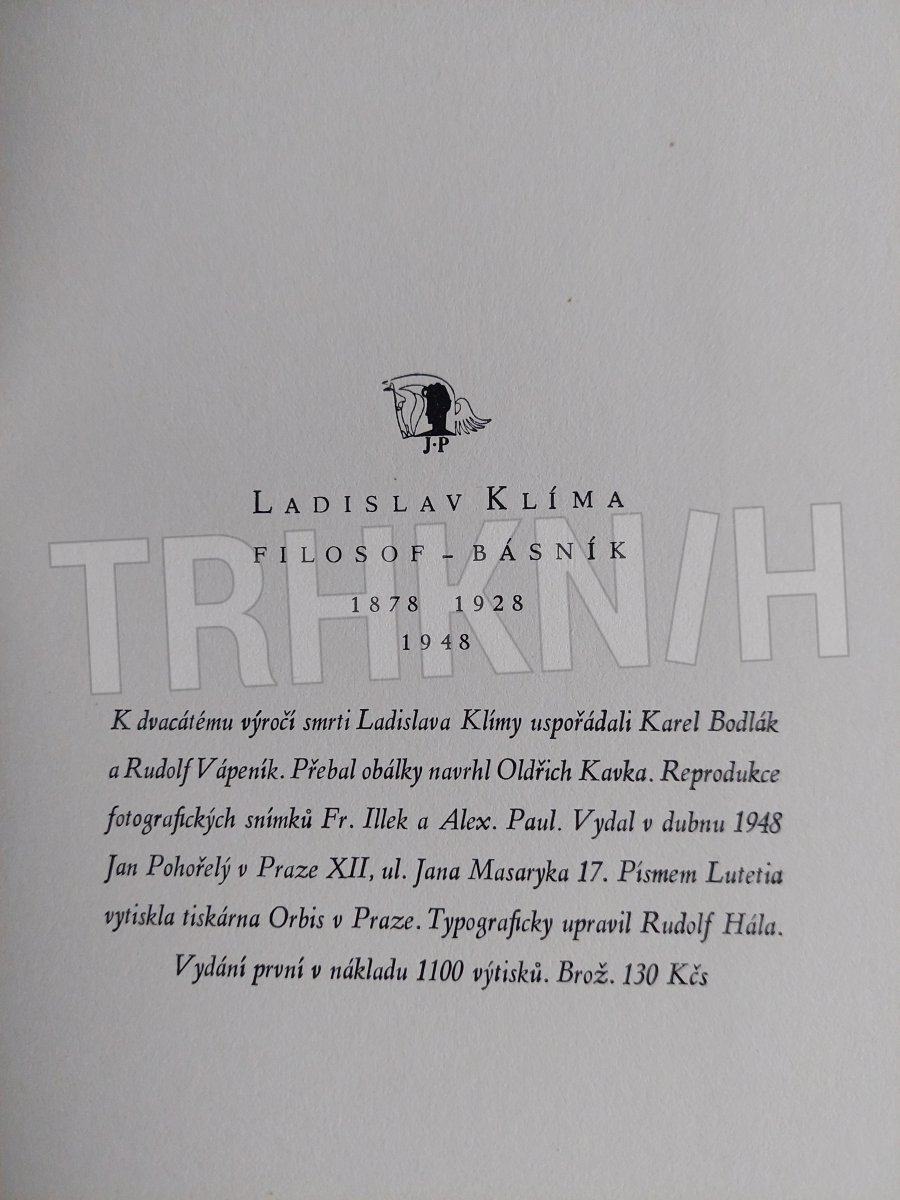 J·P
LADISLAV KLÍMA
FILOSOF – BÁSNÍK
1878 1928
1948
TRHKN/H
K dvacátému výročí smrti Ladislava Klímy uspořádali Karel Bodlák
a Rudolf Vápeník. Přebal obálky navrhl Oldřich Kavka. Reprodukce
fotografických snímků Fr. Illek a Alex. Paul. Vydal v dubnu 1948
Jan Pohořelý v Praze XII, ul. Jana Masaryka 17. Písmem Lutetia
vytiskla tiskárna Orbis v Praze. Typograficky upravil Rudolf Hála.
Vydání první v nákladu 1100 výtisků. Brož. 130 Kčs